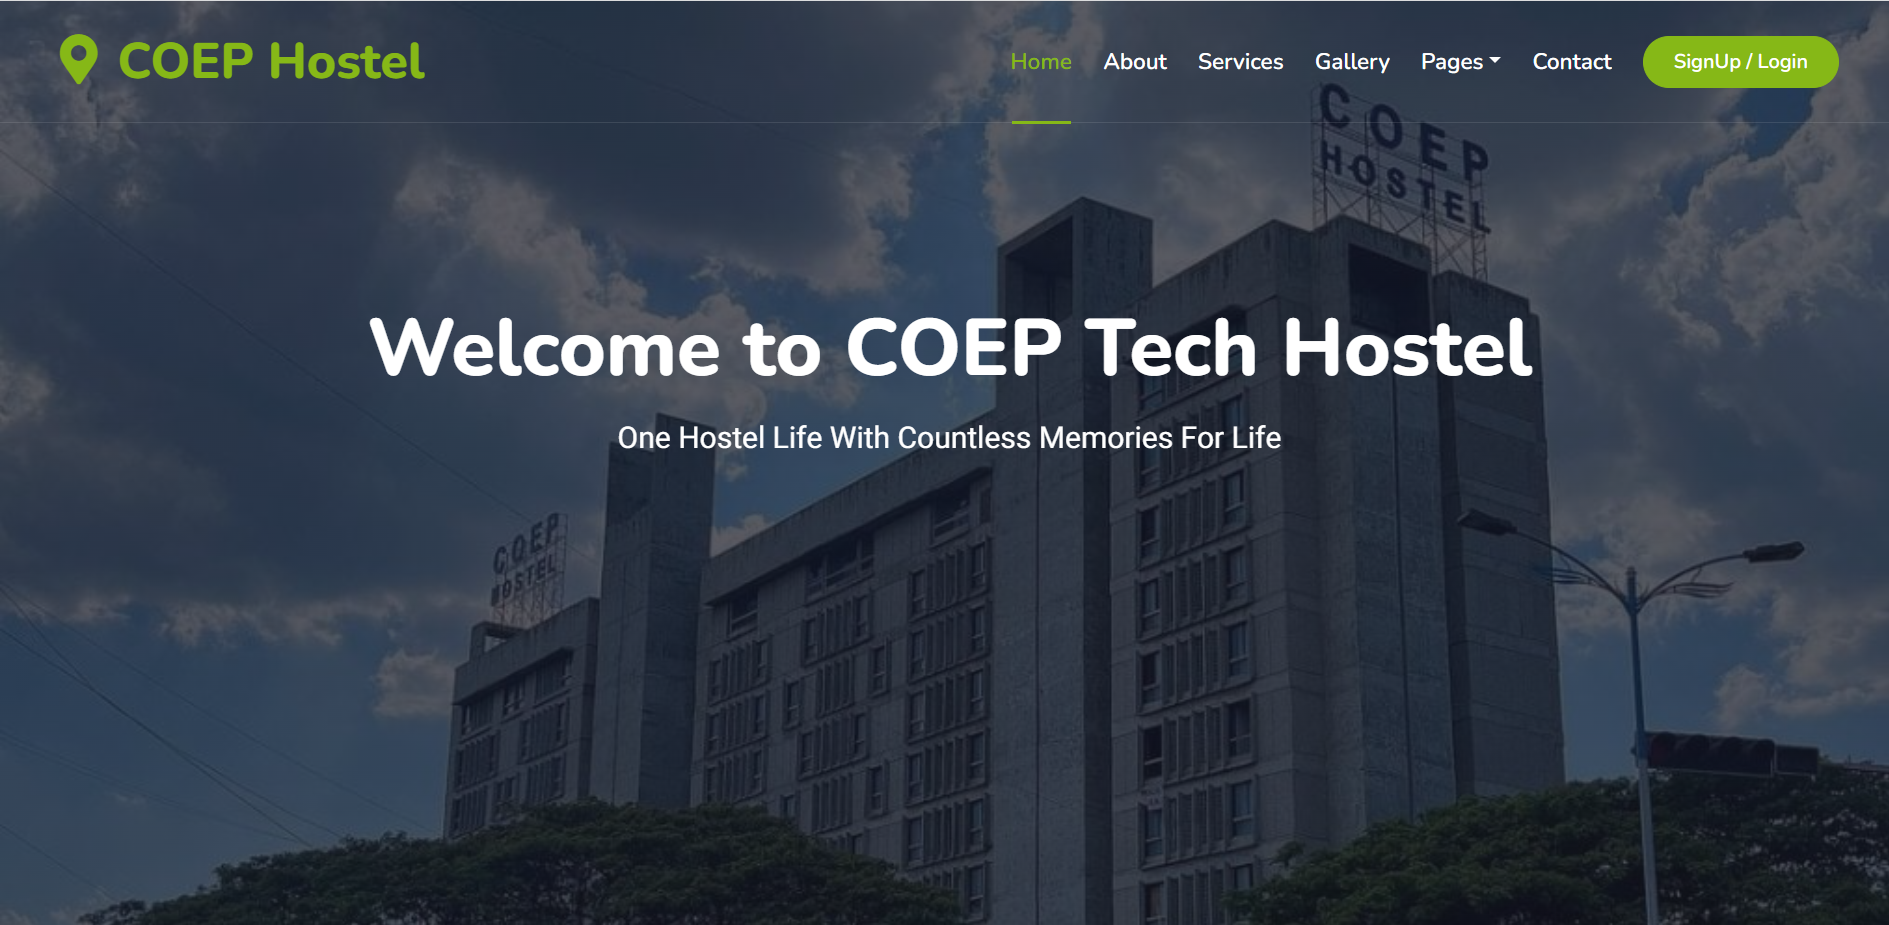 COEP Hostel
Home
About
Services
Gallery
Pages
Contact
SignUp / Login
COEP
HOSTEL
Welcome to COEP Tech Hostel
One Hostel Life With Countless Memories For Life
COEP
HOSTEL